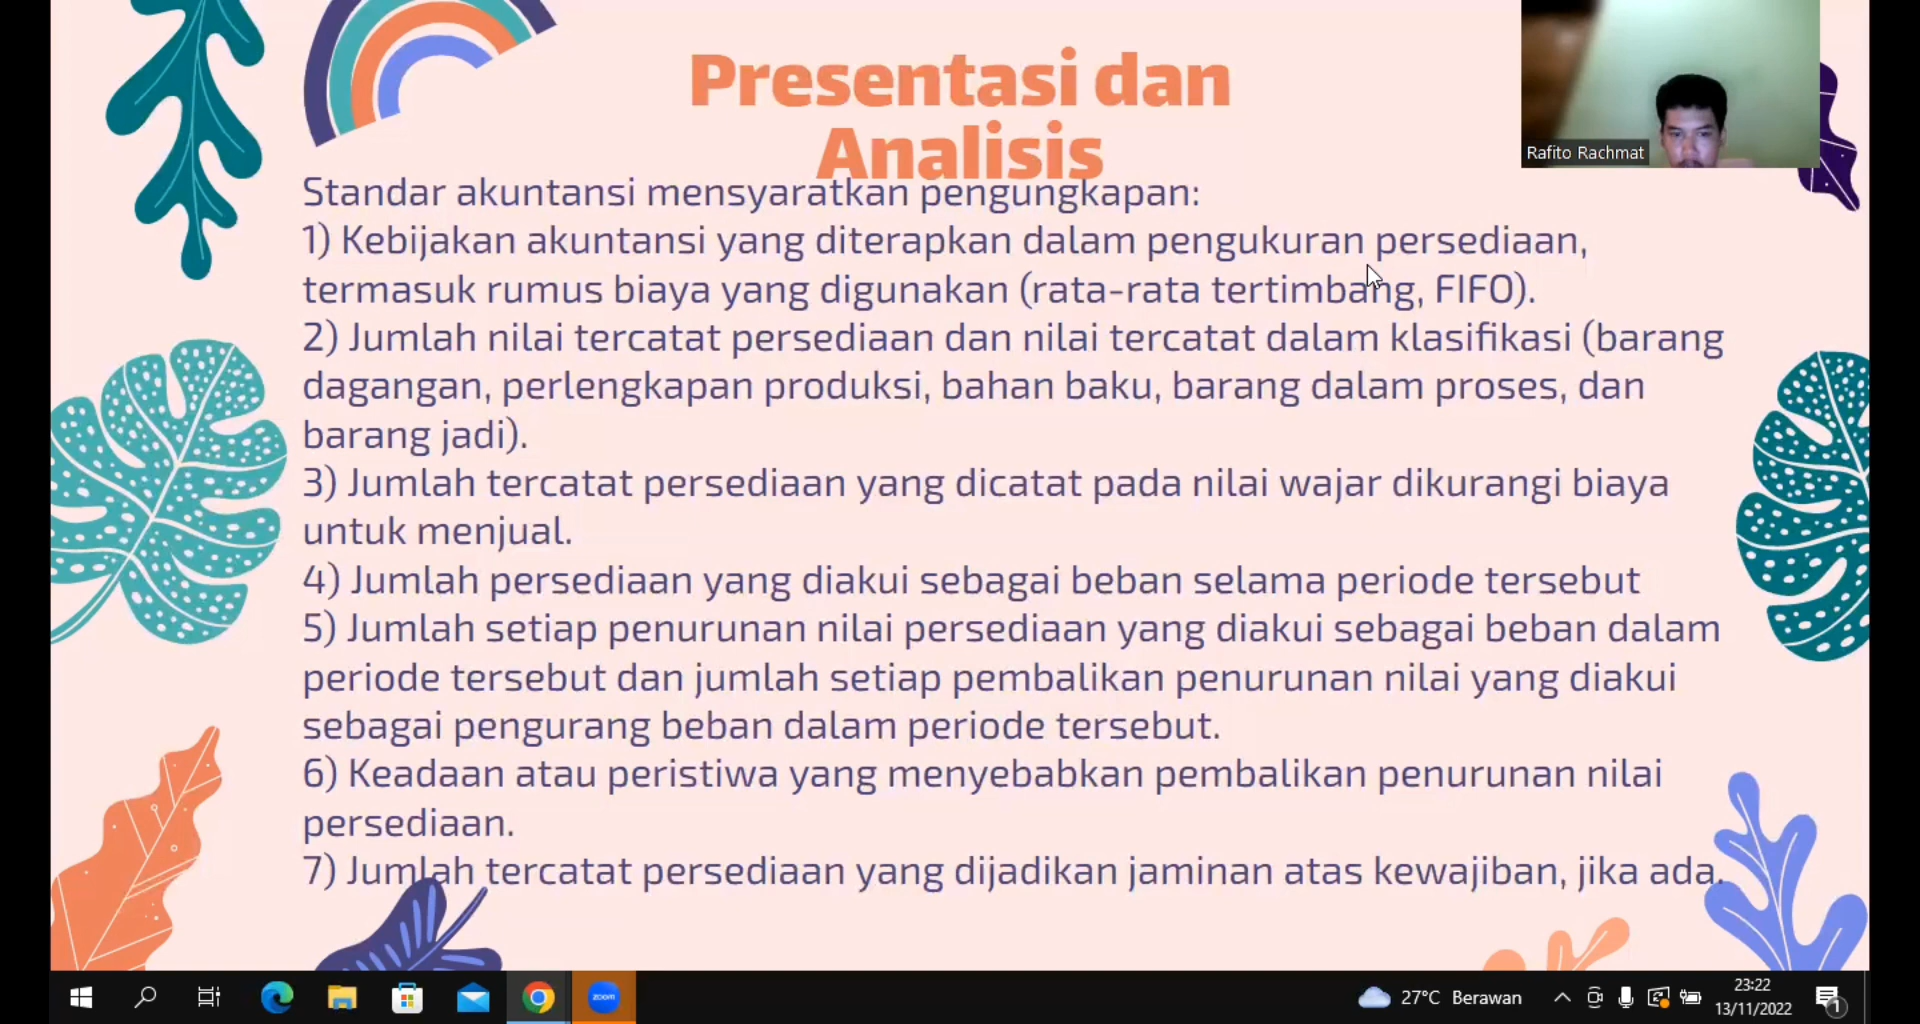 Presentasi dan
Analisis
Rafito Rachmat
Standar akuntansi mensyaratkan pengungkapan:
1) Kebijakan akuntansi yang diterapkan dalam pengukuran persediaan,
termasuk rumus biaya yang digunakan (rata-rata tertimbang, FIFO).
2) Jumlah nilai tercatat persediaan dan nilai tercatat dalam klasifikasi (barang
dagangan, perlengkapan produksi, bahan baku, barang dalam proses, dan
barang jadi).
3) Jumlah tercatat persediaan yang dicatat pada nilai wajar dikurangi biaya
untuk menjual.
4) Jumlah persediaan yang diakui sebagai beban selama periode tersebut
5) Jumlah setiap penurunan nilai persediaan yang diakui sebagai beban dalam
periode tersebut dan jumlah setiap pembalikan penurunan nilai yang diakui
sebagai pengurang beban dalam periode tersebut.
6) Keadaan atau peristiwa yang menyebabkan pembalikan penurunan nilai
persediaan.
7) Jumlah tercatat persediaan yang dijadikan jaminan atas kewajiban, jika ada.
zoom
27°C Berawan
23:22
13/11/2022
1